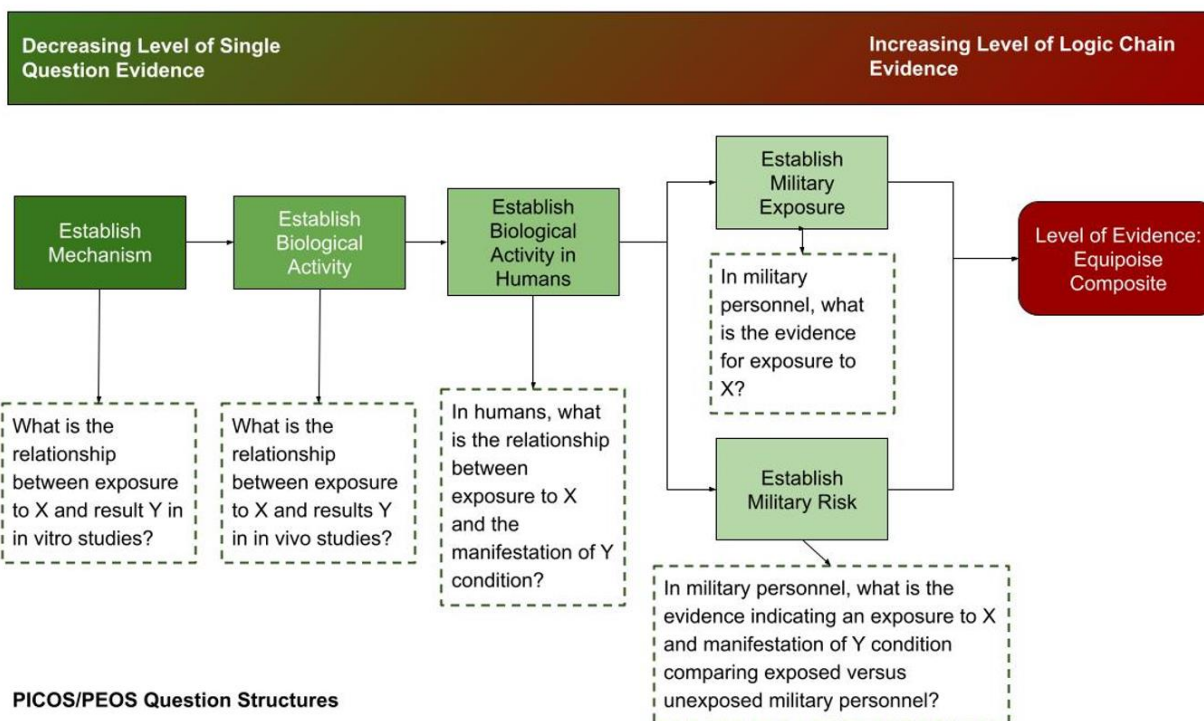 Decreasing Level of Single
Question Evidence
Increasing Level of Logic Chain
Evidence
Establish
Mechanism
Establish
Biological
Activity
Establish
Biological
Activity in
Humans
Establish
Military
Exposure
Level of Evidence:
Equipoise
Composite
In military
personnel, what
is the evidence
for exposure to
X?
What is the
relationship
between exposure
to X and result Y in
in vitro studies?
What is the
relationship
between exposure
to X and results Y
in in vivo studies?
In humans, what
is the relationship
between
exposure to X
and the
manifestation of Y
condition?
Establish
Military Risk
In military personnel, what is the
evidence indicating an exposure to X
and manifestation of Y condition
comparing exposed versus
unexposed military personnel?
PICOS/PEOS Question Structures